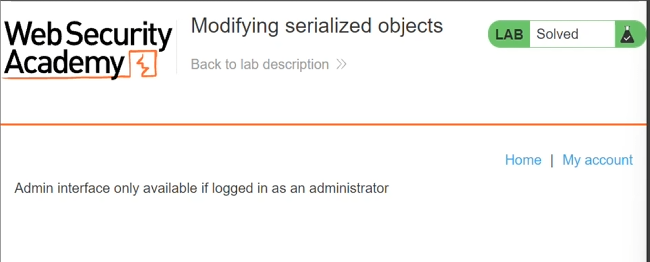 Web Security
Academy
Modifying serialized objects
Back to lab description
LAB Solved
Home | My account
Admin interface only available if logged in as an administrator